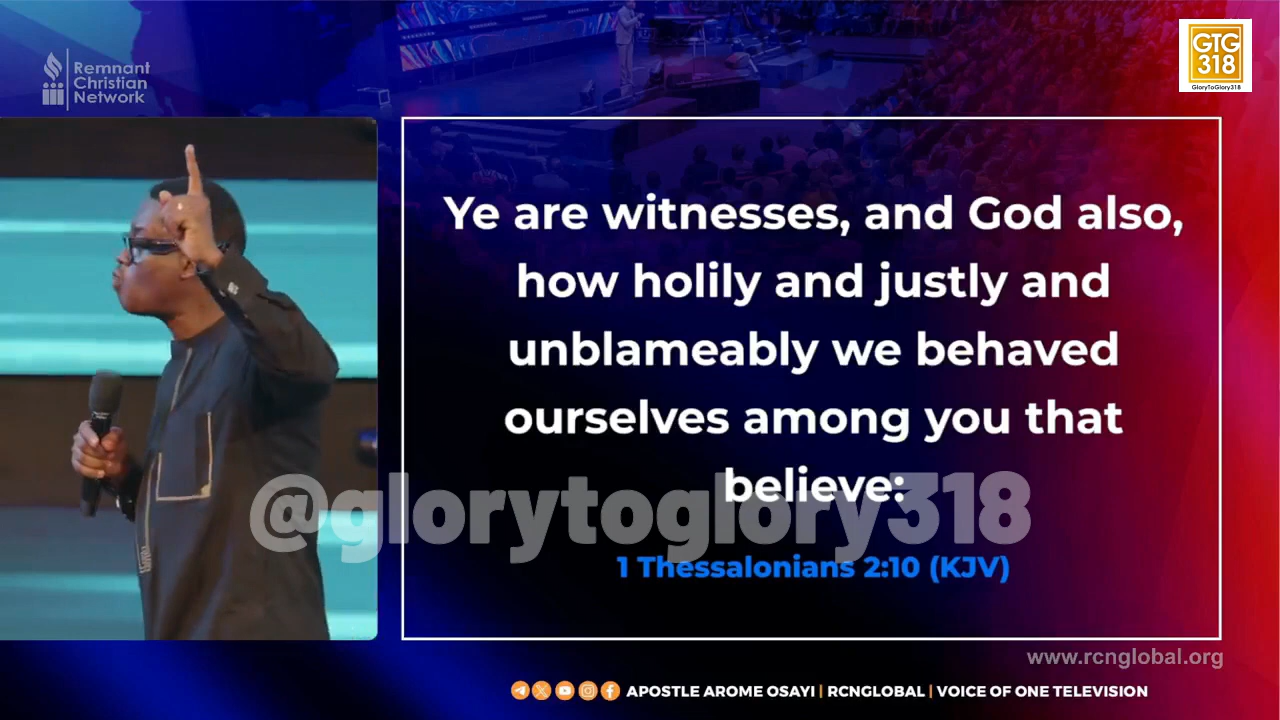 Remnant
Christian
Network
GTG
318
GloryToGlory318
Ye are witnesses, and God also,
how holily and justly and
unblameably we behaved
ourselves among you that
believe:
@glorytoglory318
1 Thessalonians 2:10 (KJV)
www.rcnglobal.org
APOSTLE AROME OSAYI | RCNGLOBAL | VOICE OF ONE TELEVISION